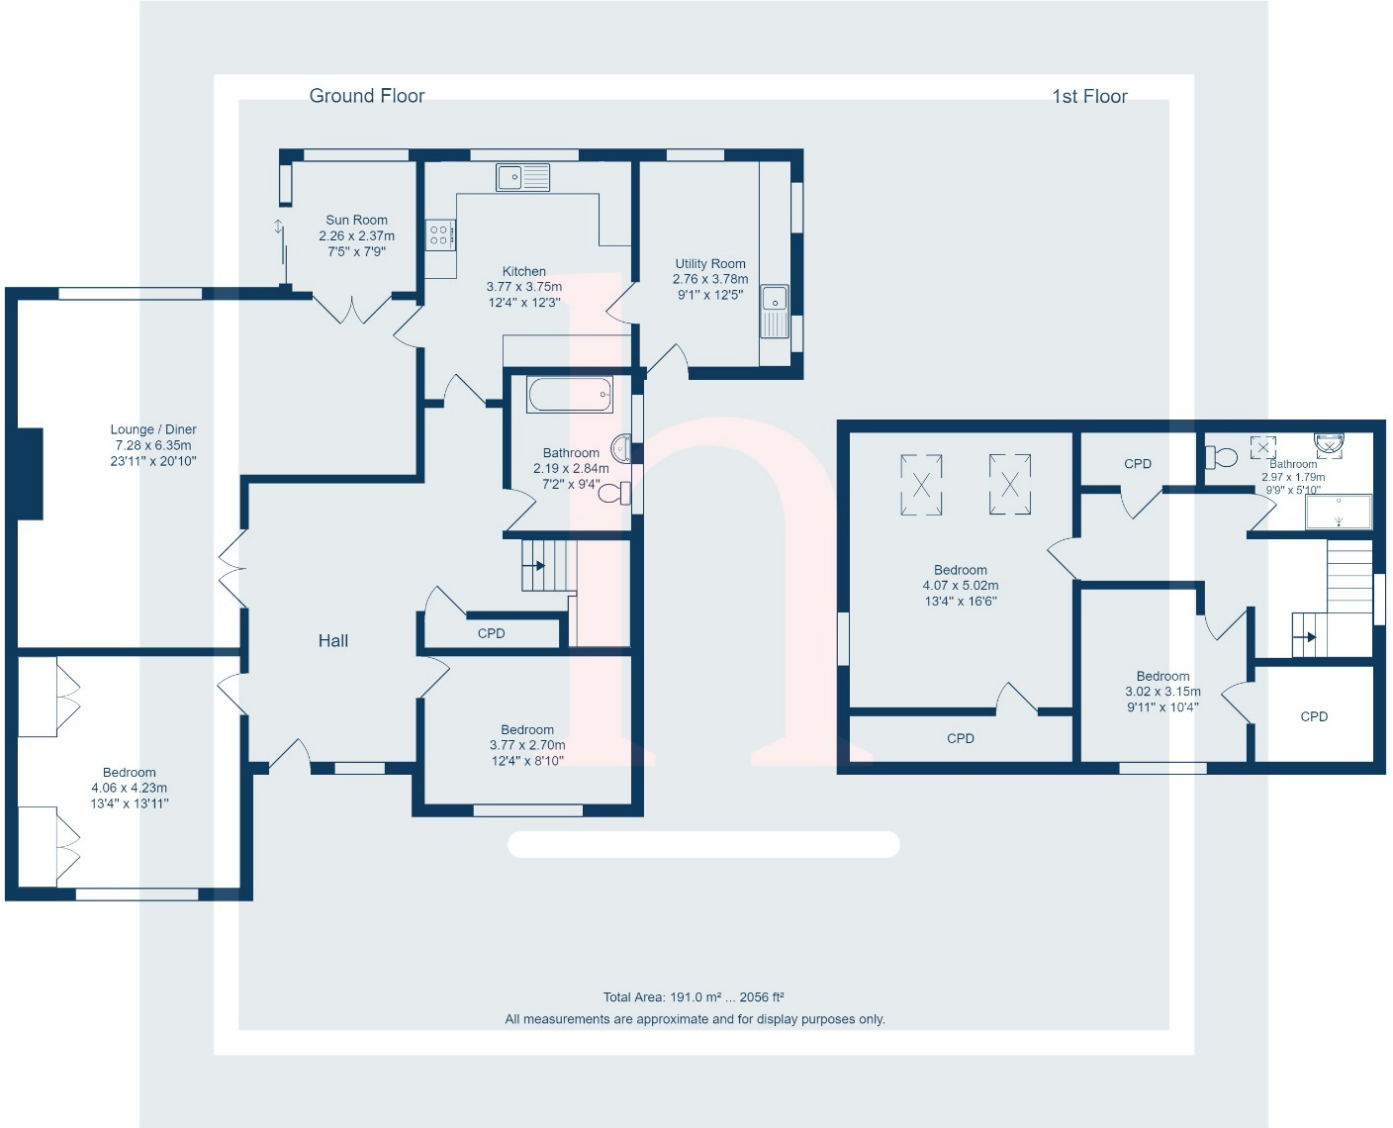 Ground Floor
1st Floor
Sun Room
2.26 x 2.37m
7'5" x 7'9"
Kitchen
3.77 x 3.75m
12'4" x 12'3"
Utility Room
2.76 x 3.78m
9'1" x 12'5"
Lounge / Diner
7.28 x 6.35m
23'11" x 20'10"
Bathroom
2.19 x 2.84m
7'2" x 9'4"
Hall
CPD
Bedroom
3.77 x 2.70m
12'4" x 8'10"
Bedroom
4.06 x 4.23m
13'4" x 13'11"
CPD
Bathroom
2.97 x 1.79m
9'9" x 5'10"
Bedroom
4.07 x 5.02m
13'4" x 16'6"
Bedroom
3.02 x 3.15m
9'11" x 10'4"
CPD
CPD
h
Total Area: 191.0 m² ... 2056 ft²
All measurements are approximate and for display purposes only.